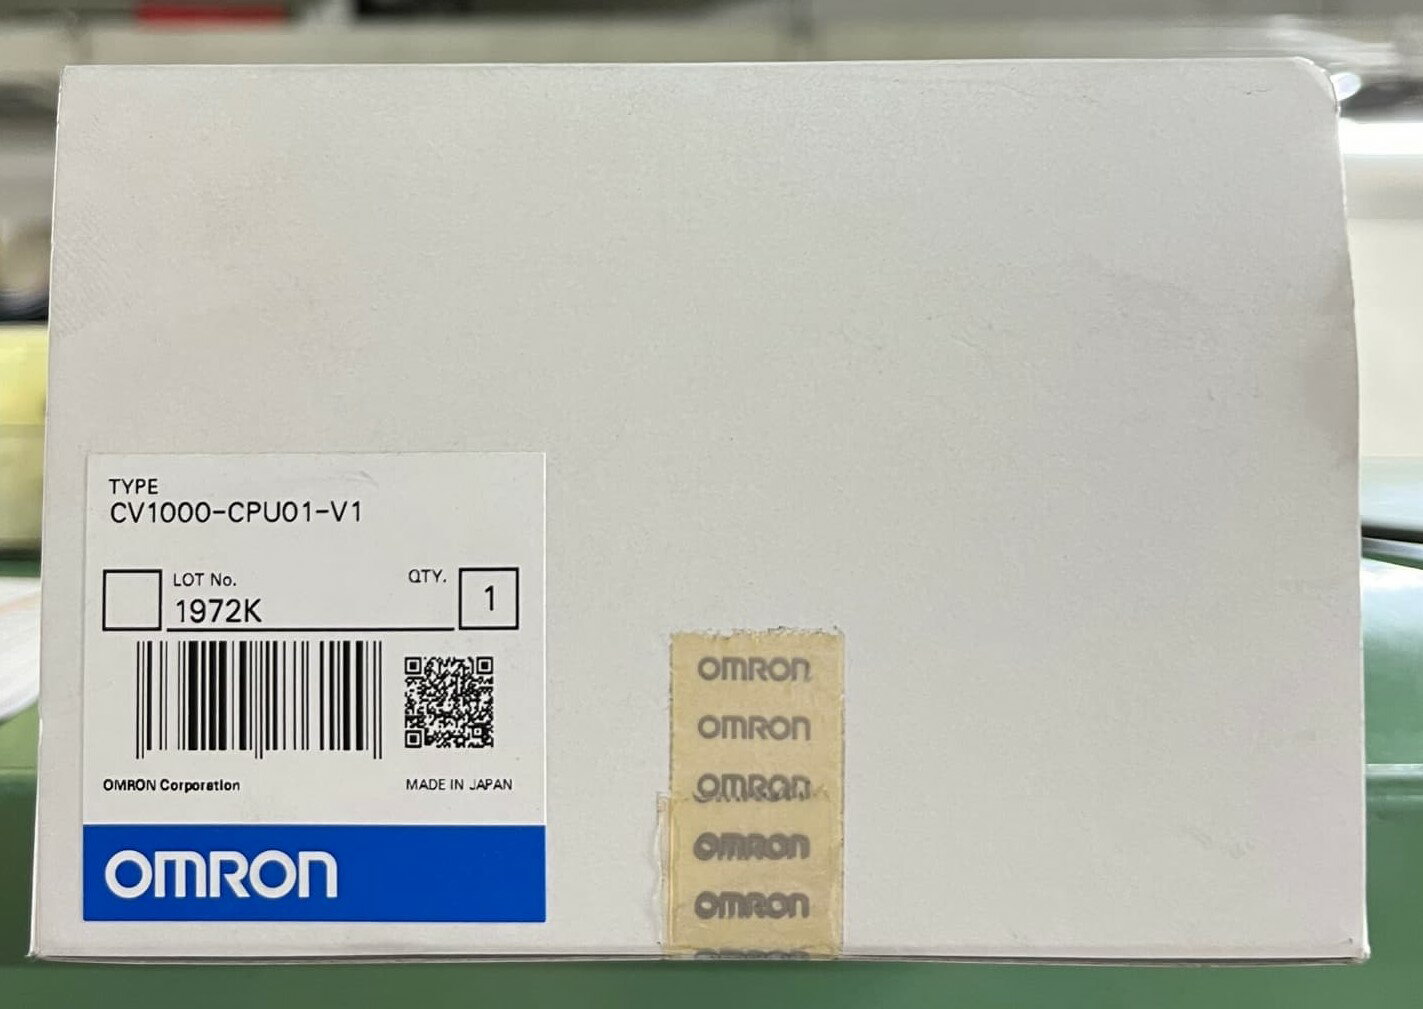 TYPE
CV1000-CPU01-V1
LOT No.
QTY.
1972K
1
OMRON Corporation
MADE IN JAPAN
OMRON
OMRON
OMRON
OMRON
OMRON
OMRON
OMRON